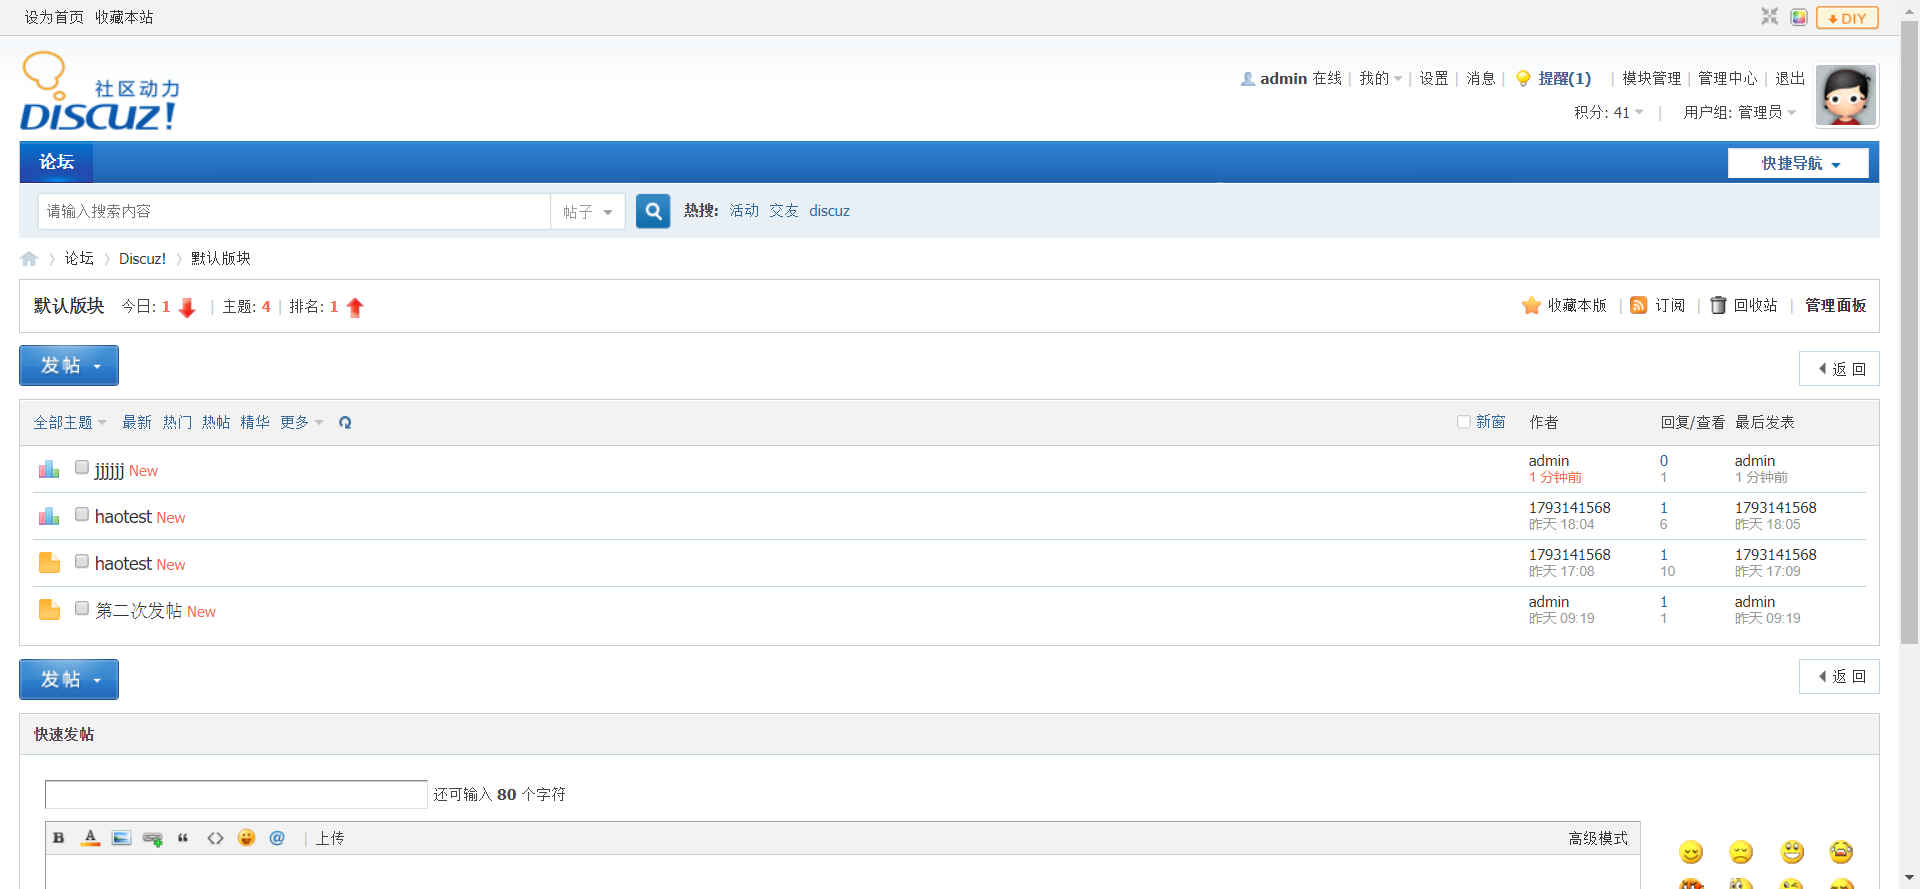 设为首页 收藏本站
DIY
社区动力
DISCUZ!
admin 在线 | 我的 | 设置 | 消息 | 提醒(1) | 模块管理 | 管理中心 | 退出
积分: 41 | 用户组: 管理员
论坛 快捷导航
请输入搜索内容 帖子 热搜: 活动 交友 discuz
论坛 Discuz! 默认版块
默认版块 今日: 1 | 主题: 4 | 排名: 1 收藏本版 | 订阅 | 回收站 | 管理面板
发帖 返 回
全部主题 最新 热门 热帖 精华 更多 新窗 作者 回复/查看 最后发表
jjjjjj New admin 0 admin
1 分钟前 1 1 分钟前
haotest New 1793141568 1 1793141568
昨天 18:04 6 昨天 18:05
haotest New 1793141568 1 1793141568
昨天 17:08 10 昨天 17:09
第二次发帖 New admin 1 admin
昨天 09:19 1 昨天 09:19
发帖 返 回
快速发帖
还可输入 80 个字符
B A “ <> @ | 上传 高级模式